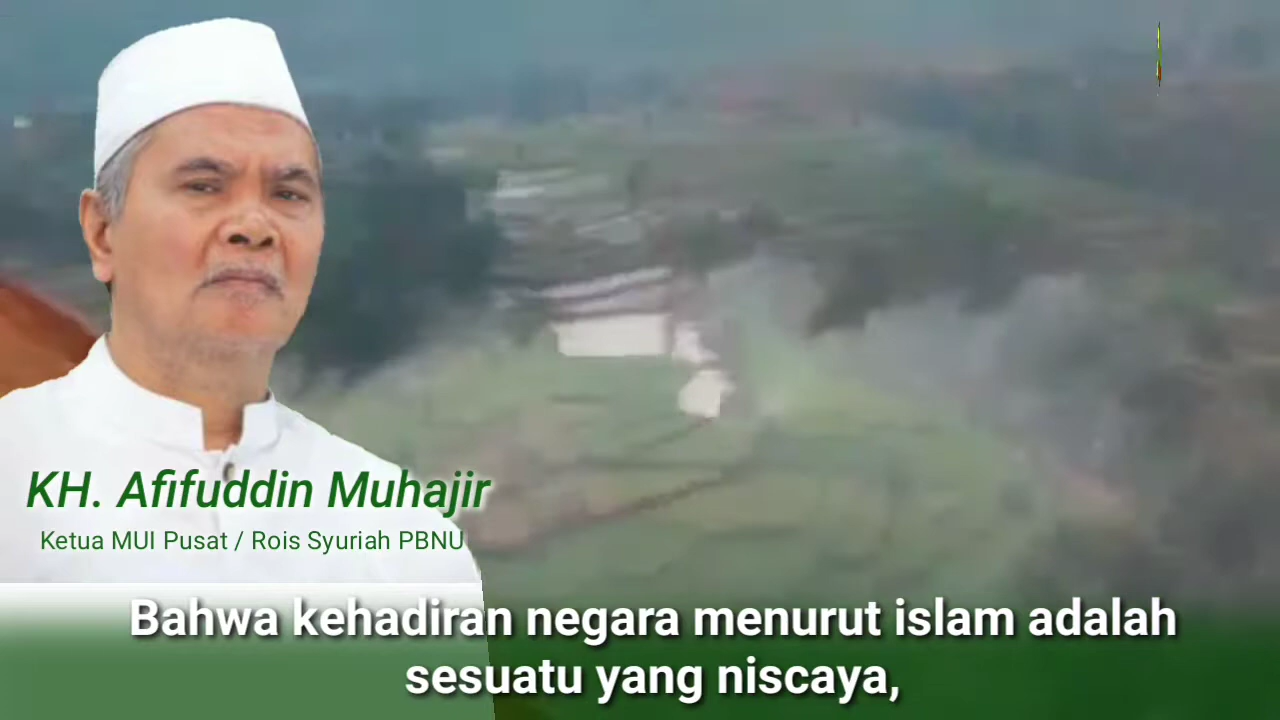 KH. Afifuddin Muhajir
Ketua MUI Pusat / Rois Syuriah PBNU
Bahwa kehadiran negara menurut islam adalah
sesuatu yang niscaya,